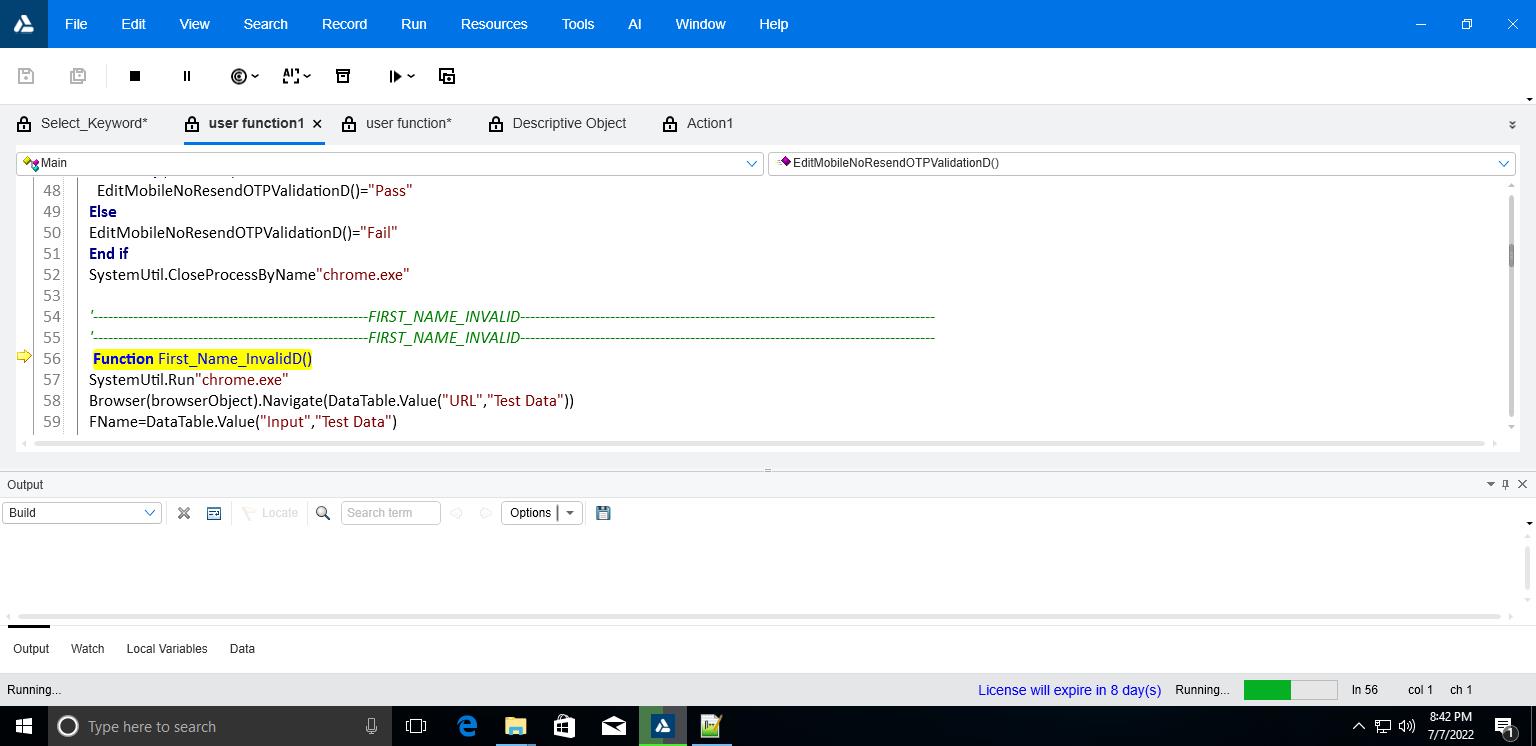 File Edit View Search Record Run Resources Tools AI Window Help
Select_Keyword* user function1 user function* Descriptive Object Action1
Main EditMobileNoResendOTPValidationD()
48 EditMobileNoResendOTPValidationD()="Pass"
49 Else
50 EditMobileNoResendOTPValidationD()="Fail"
51 End if
52 SystemUtil.CloseProcessByName"chrome.exe"
53
54 '-------------------------------------------------------FIRST_NAME_INVALID-----------------------------------------------------------------------------------
55 '-------------------------------------------------------FIRST_NAME_INVALID-----------------------------------------------------------------------------------
56 Function First_Name_InvalidD()
57 SystemUtil.Run"chrome.exe"
58 Browser(browserObject).Navigate(DataTable.Value("URL","Test Data"))
59 FName=DataTable.Value("Input","Test Data")
Output
Build Locate Search term Options
Output Watch Local Variables Data
Running... License will expire in 8 day(s) Running... ln 56 col 1 ch 1
Type here to search
8:42 PM
7/7/2022
1